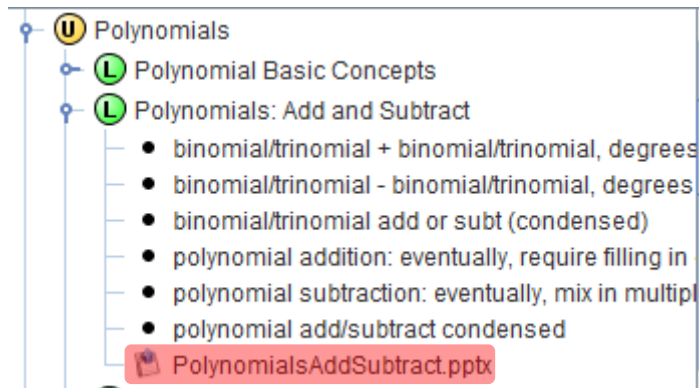 U Polynomials
L Polynomial Basic Concepts
L Polynomials: Add and Subtract
binomial/trinomial + binomial/trinomial, degrees
binomial/trinomial - binomial/trinomial, degrees
binomial/trinomial add or subt (condensed)
polynomial addition: eventually, require filling in
polynomial subtraction: eventually, mix in multipl
polynomial add/subtract condensed
PolynomialsAddSubtract.pptx